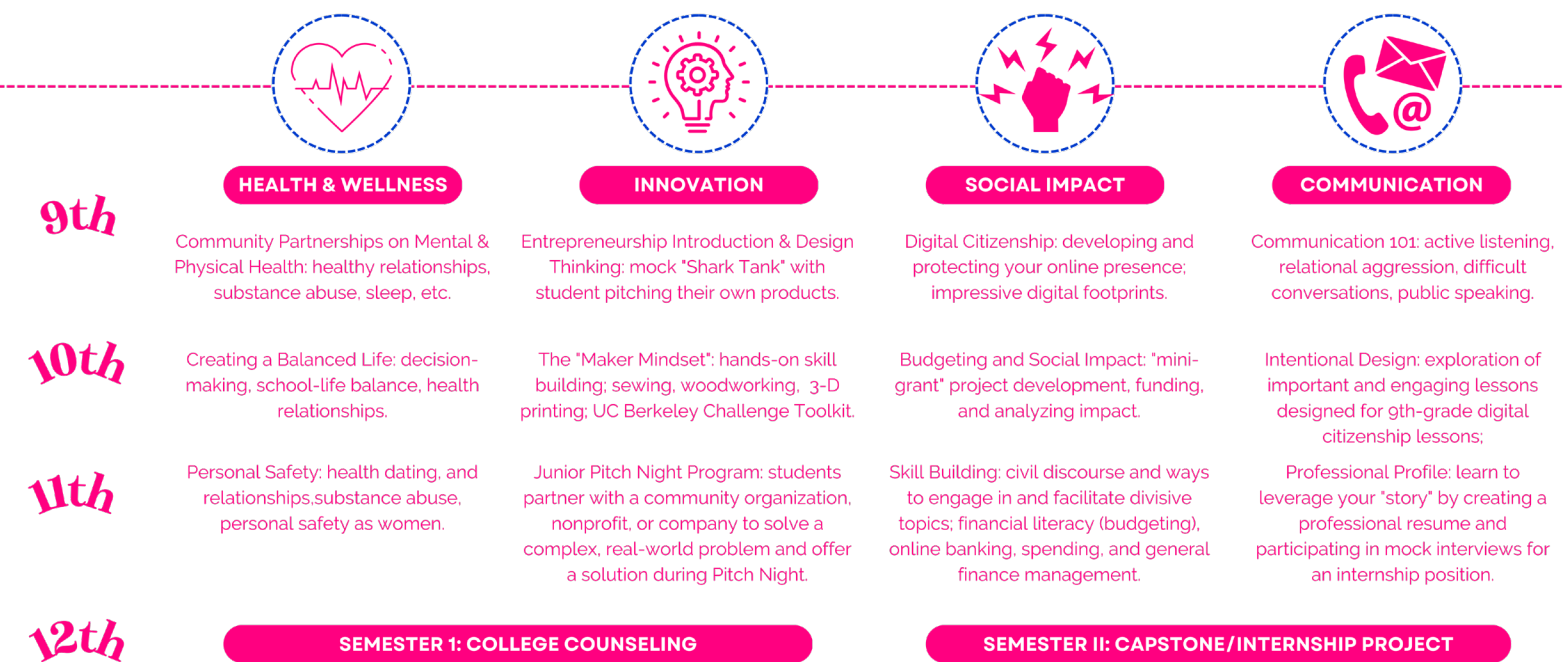 @
HEALTH & WELLNESS
INNOVATION
SOCIAL IMPACT
COMMUNICATION
9th
Community Partnerships on Mental &
Physical Health: healthy relationships,
substance abuse, sleep, etc.
Entrepreneurship Introduction & Design
Thinking: mock "Shark Tank" with
student pitching their own products.
Digital Citizenship: developing and
protecting your online presence;
impressive digital footprints.
Communication 101: active listening,
relational aggression, difficult
conversations, public speaking.
10th
Creating a Balanced Life: decision-
making, school-life balance, health
relationships.
The "Maker Mindset": hands-on skill
building; sewing, woodworking, 3-D
printing; UC Berkeley Challenge Toolkit.
Budgeting and Social Impact: "mini-
grant" project development, funding,
and analyzing impact.
Intentional Design: exploration of
important and engaging lessons
designed for 9th-grade digital
citizenship lessons;
11th
Personal Safety: health dating, and
relationships,substance abuse,
personal safety as women.
Junior Pitch Night Program: students
partner with a community organization,
nonprofit, or company to solve a
complex, real-world problem and offer
a solution during Pitch Night.
Skill Building: civil discourse and ways
to engage in and facilitate divisive
topics; financial literacy (budgeting),
online banking, spending, and general
finance management.
Professional Profile: learn to
leverage your "story" by creating a
professional resume and
participating in mock interviews for
an internship position.
12th
SEMESTER 1: COLLEGE COUNSELING
SEMESTER II: CAPSTONE/INTERNSHIP PROJECT